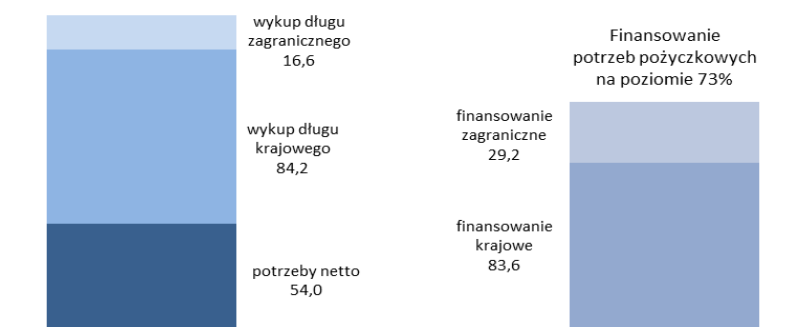 wykup długu
zagranicznego
16,6
wykup długu
krajowego
84,2
potrzeby netto
54,0
Finansowanie
potrzeb pożyczkowych
na poziomie 73%
finansowanie
zagraniczne
29,2
finansowanie
krajowe
83,6